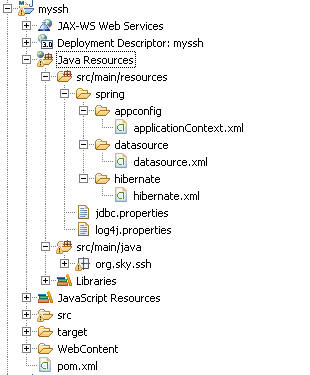 myssh
JAX-WS Web Services
Deployment Descriptor: myssh
Java Resources
src/main/resources
spring
appconfig
applicationContext.xml
datasource
datasource.xml
hibernate
hibernate.xml
jdbc.properties
log4j.properties
src/main/java
org.sky.ssh
Libraries
JavaScript Resources
src
target
WebContent
pom.xml